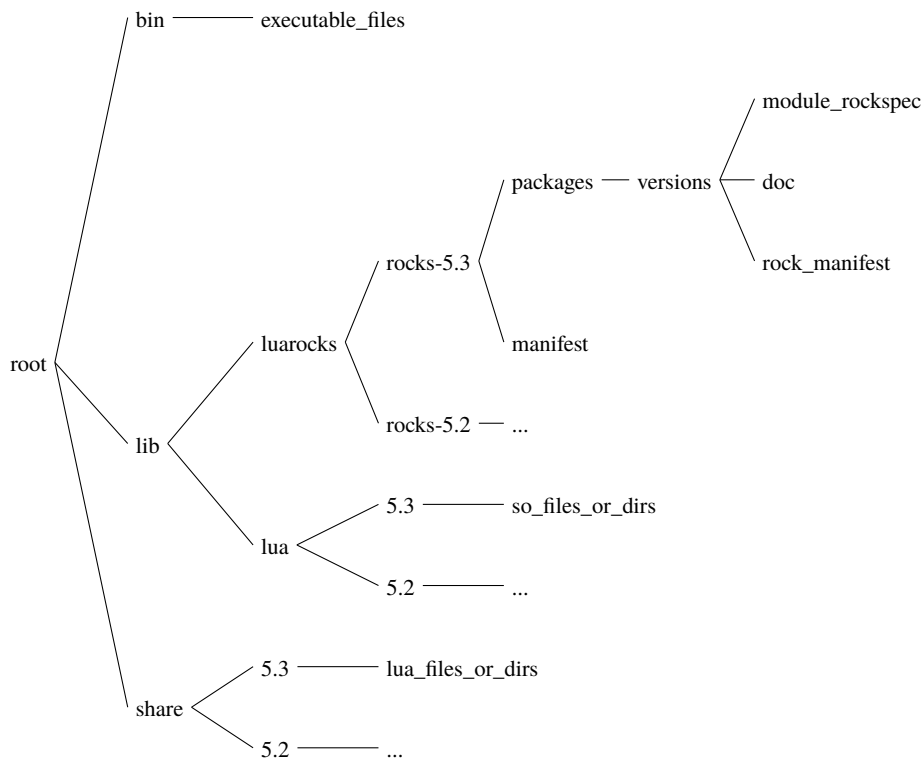 bin executable_files
module_rockspec
packages versions doc
rocks-5.3 rock_manifest
luarocks manifest
root
rocks-5.2 ...
lib
5.3 so_files_or_dirs
lua
5.2 ...
5.3 lua_files_or_dirs
share
5.2 ...